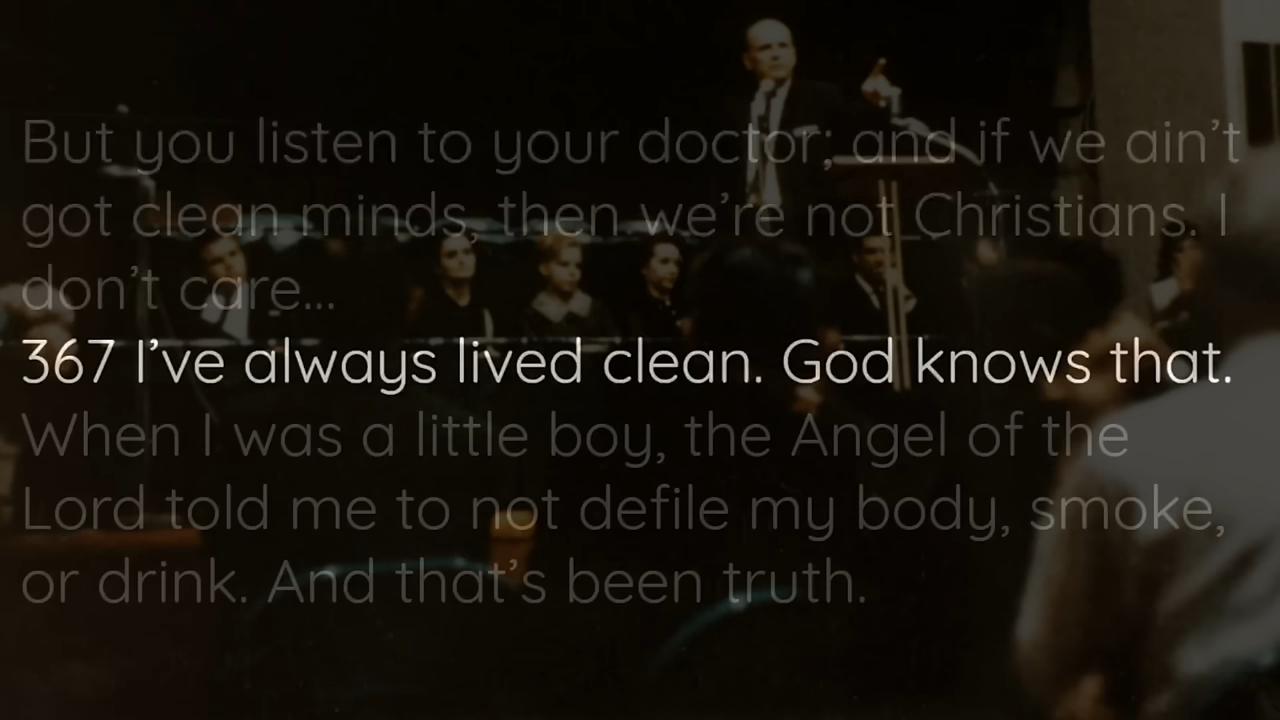 But you listen to your doctor; and if we ain’t
got clean minds, then we’re not Christians. I
don’t care...
367 I’ve always lived clean. God knows that.
When I was a little boy, the Angel of the
Lord told me to not defile my body, smoke,
or drink. And that’s been truth.